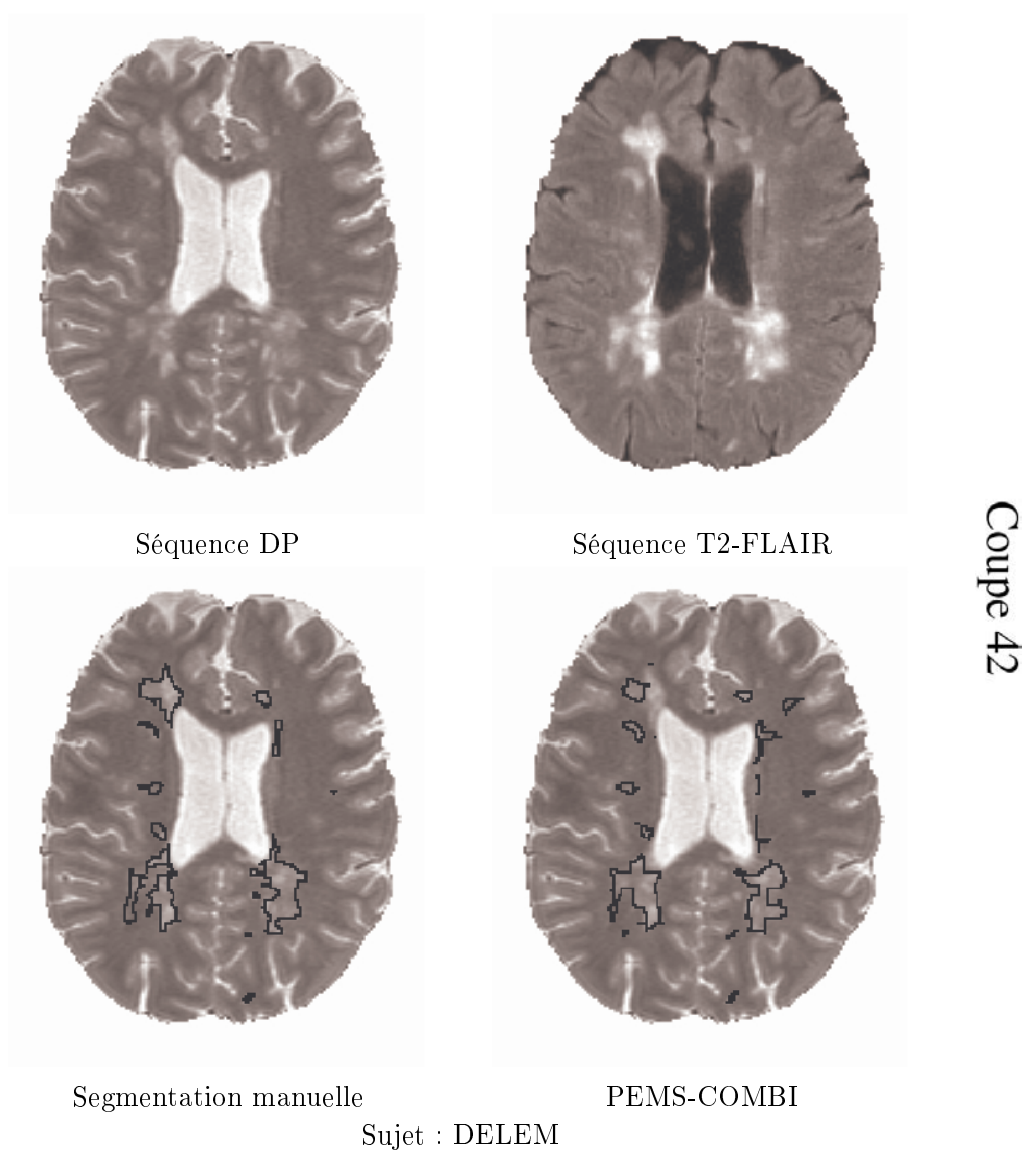 Séquence DP
Séquence T2-FLAIR
Coupe 42
Segmentation manuelle
PEMS-COMBI
Sujet : DELEM